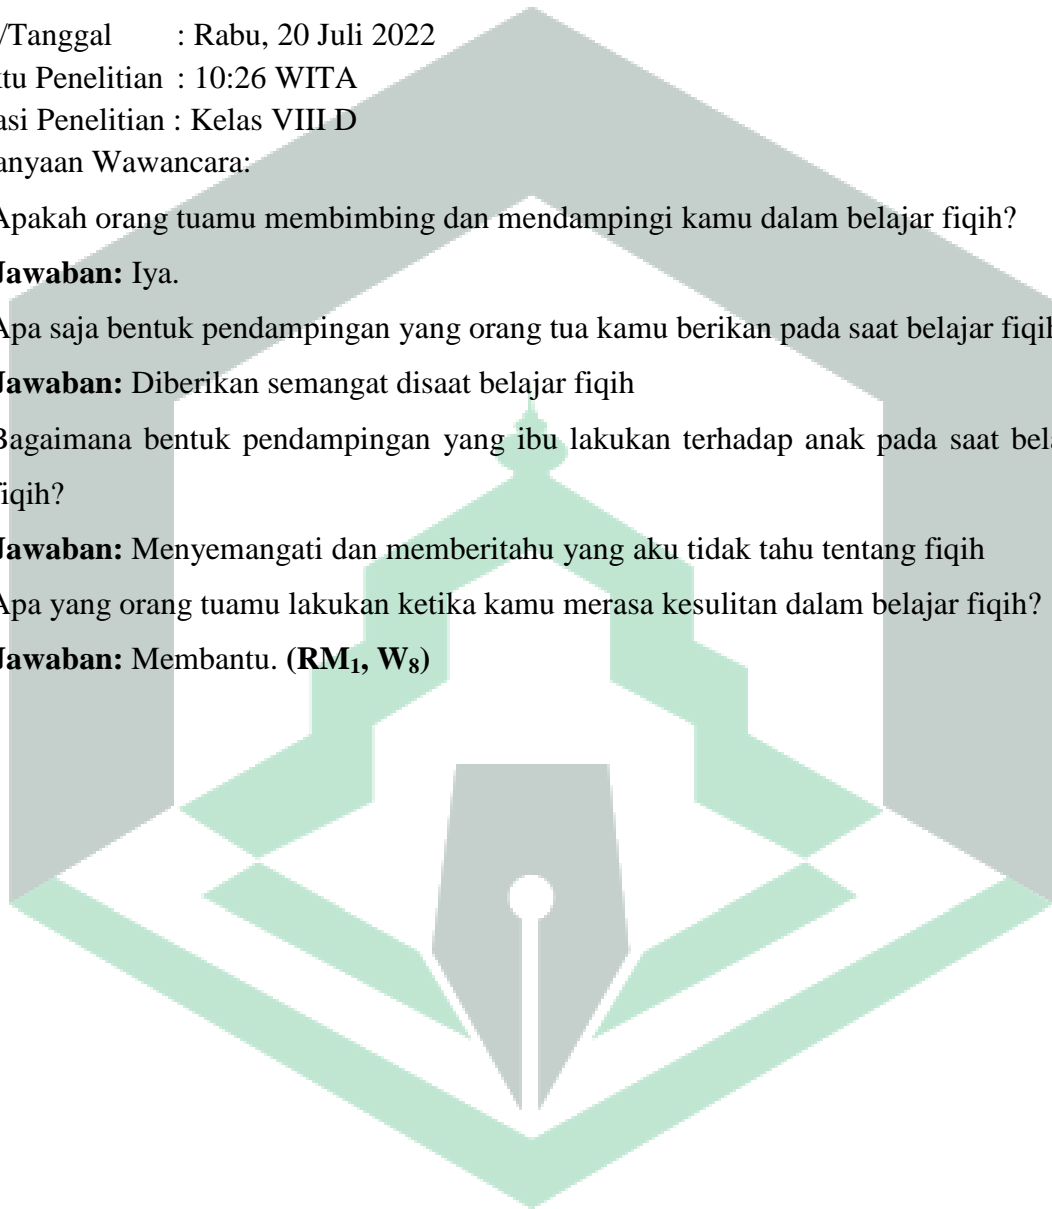 /Tanggal : Rabu, 20 Juli 2022
tu Penelitian : 10:26 WITA
asi Penelitian : Kelas VIII D
anyaan Wawancara:
Apakah orang tuamu membimbing dan mendampingi kamu dalam belajar fiqih?
Jawaban: Iya.
Apa saja bentuk pendampingan yang orang tua kamu berikan pada saat belajar fiqih
Jawaban: Diberikan semangat disaat belajar fiqih
Bagaimana bentuk pendampingan yang ibu lakukan terhadap anak pada saat bela
fiqih?
Jawaban: Menyemangati dan memberitahu yang aku tidak tahu tentang fiqih
Apa yang orang tuamu lakukan ketika kamu merasa kesulitan dalam belajar fiqih?
Jawaban: Membantu. (RM₁, W₈)